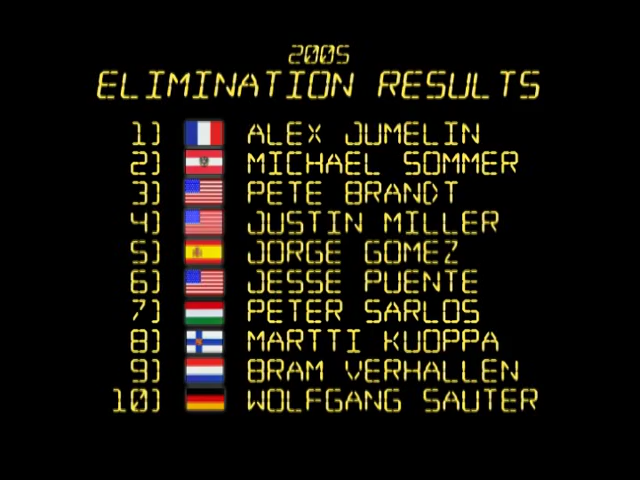 2005
ELIMINATION RESULTS
1) ALEX JUMELIN
2) MICHAEL SOMMER
3) PETE BRANDT
4) JUSTIN MILLER
5) JORGE GOMEZ
6) JESSE PUENTE
7) PETER SARLOS
8) MARTTI KUOPPA
9) BRAM VERHALLEN
10) WOLFGANG SAUTER